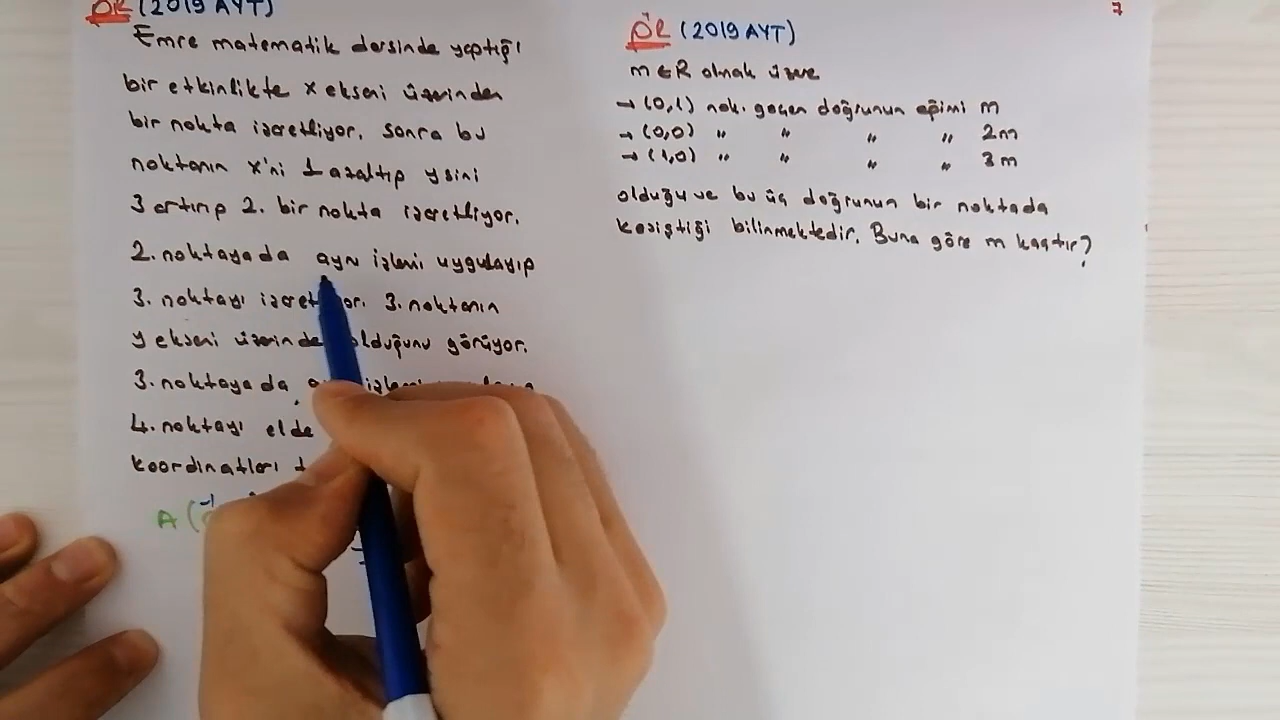 ÖR (2019 AYT)
Emre matematik dersinde yaptığı
bir etkinlikte x ekseni üzerinden
bir nokta işaretliyor. sonra bu
noktanın x'ni 1 azaltıp y sini
3 artırıp 2. bir nokta işaretliyor.
2. noktaya da aynı işlemi uygulayıp
3. noktayı 3. noktanın
y ekseni olduğunu görüyor.
3. noktaya da
4. noktayı elde
koordinatları
A (
7
ÖR (2019 AYT)
m ∈ R olmak üzere
→ (0,1) nok. geçen doğrunun eğimi m
→ (0,0) " " " " 2m
→ (1,0) " " " " 3m
olduğu ve bu üç doğrunun bir noktada
kesiştiği bilinmektedir. Buna göre m kaçtır?